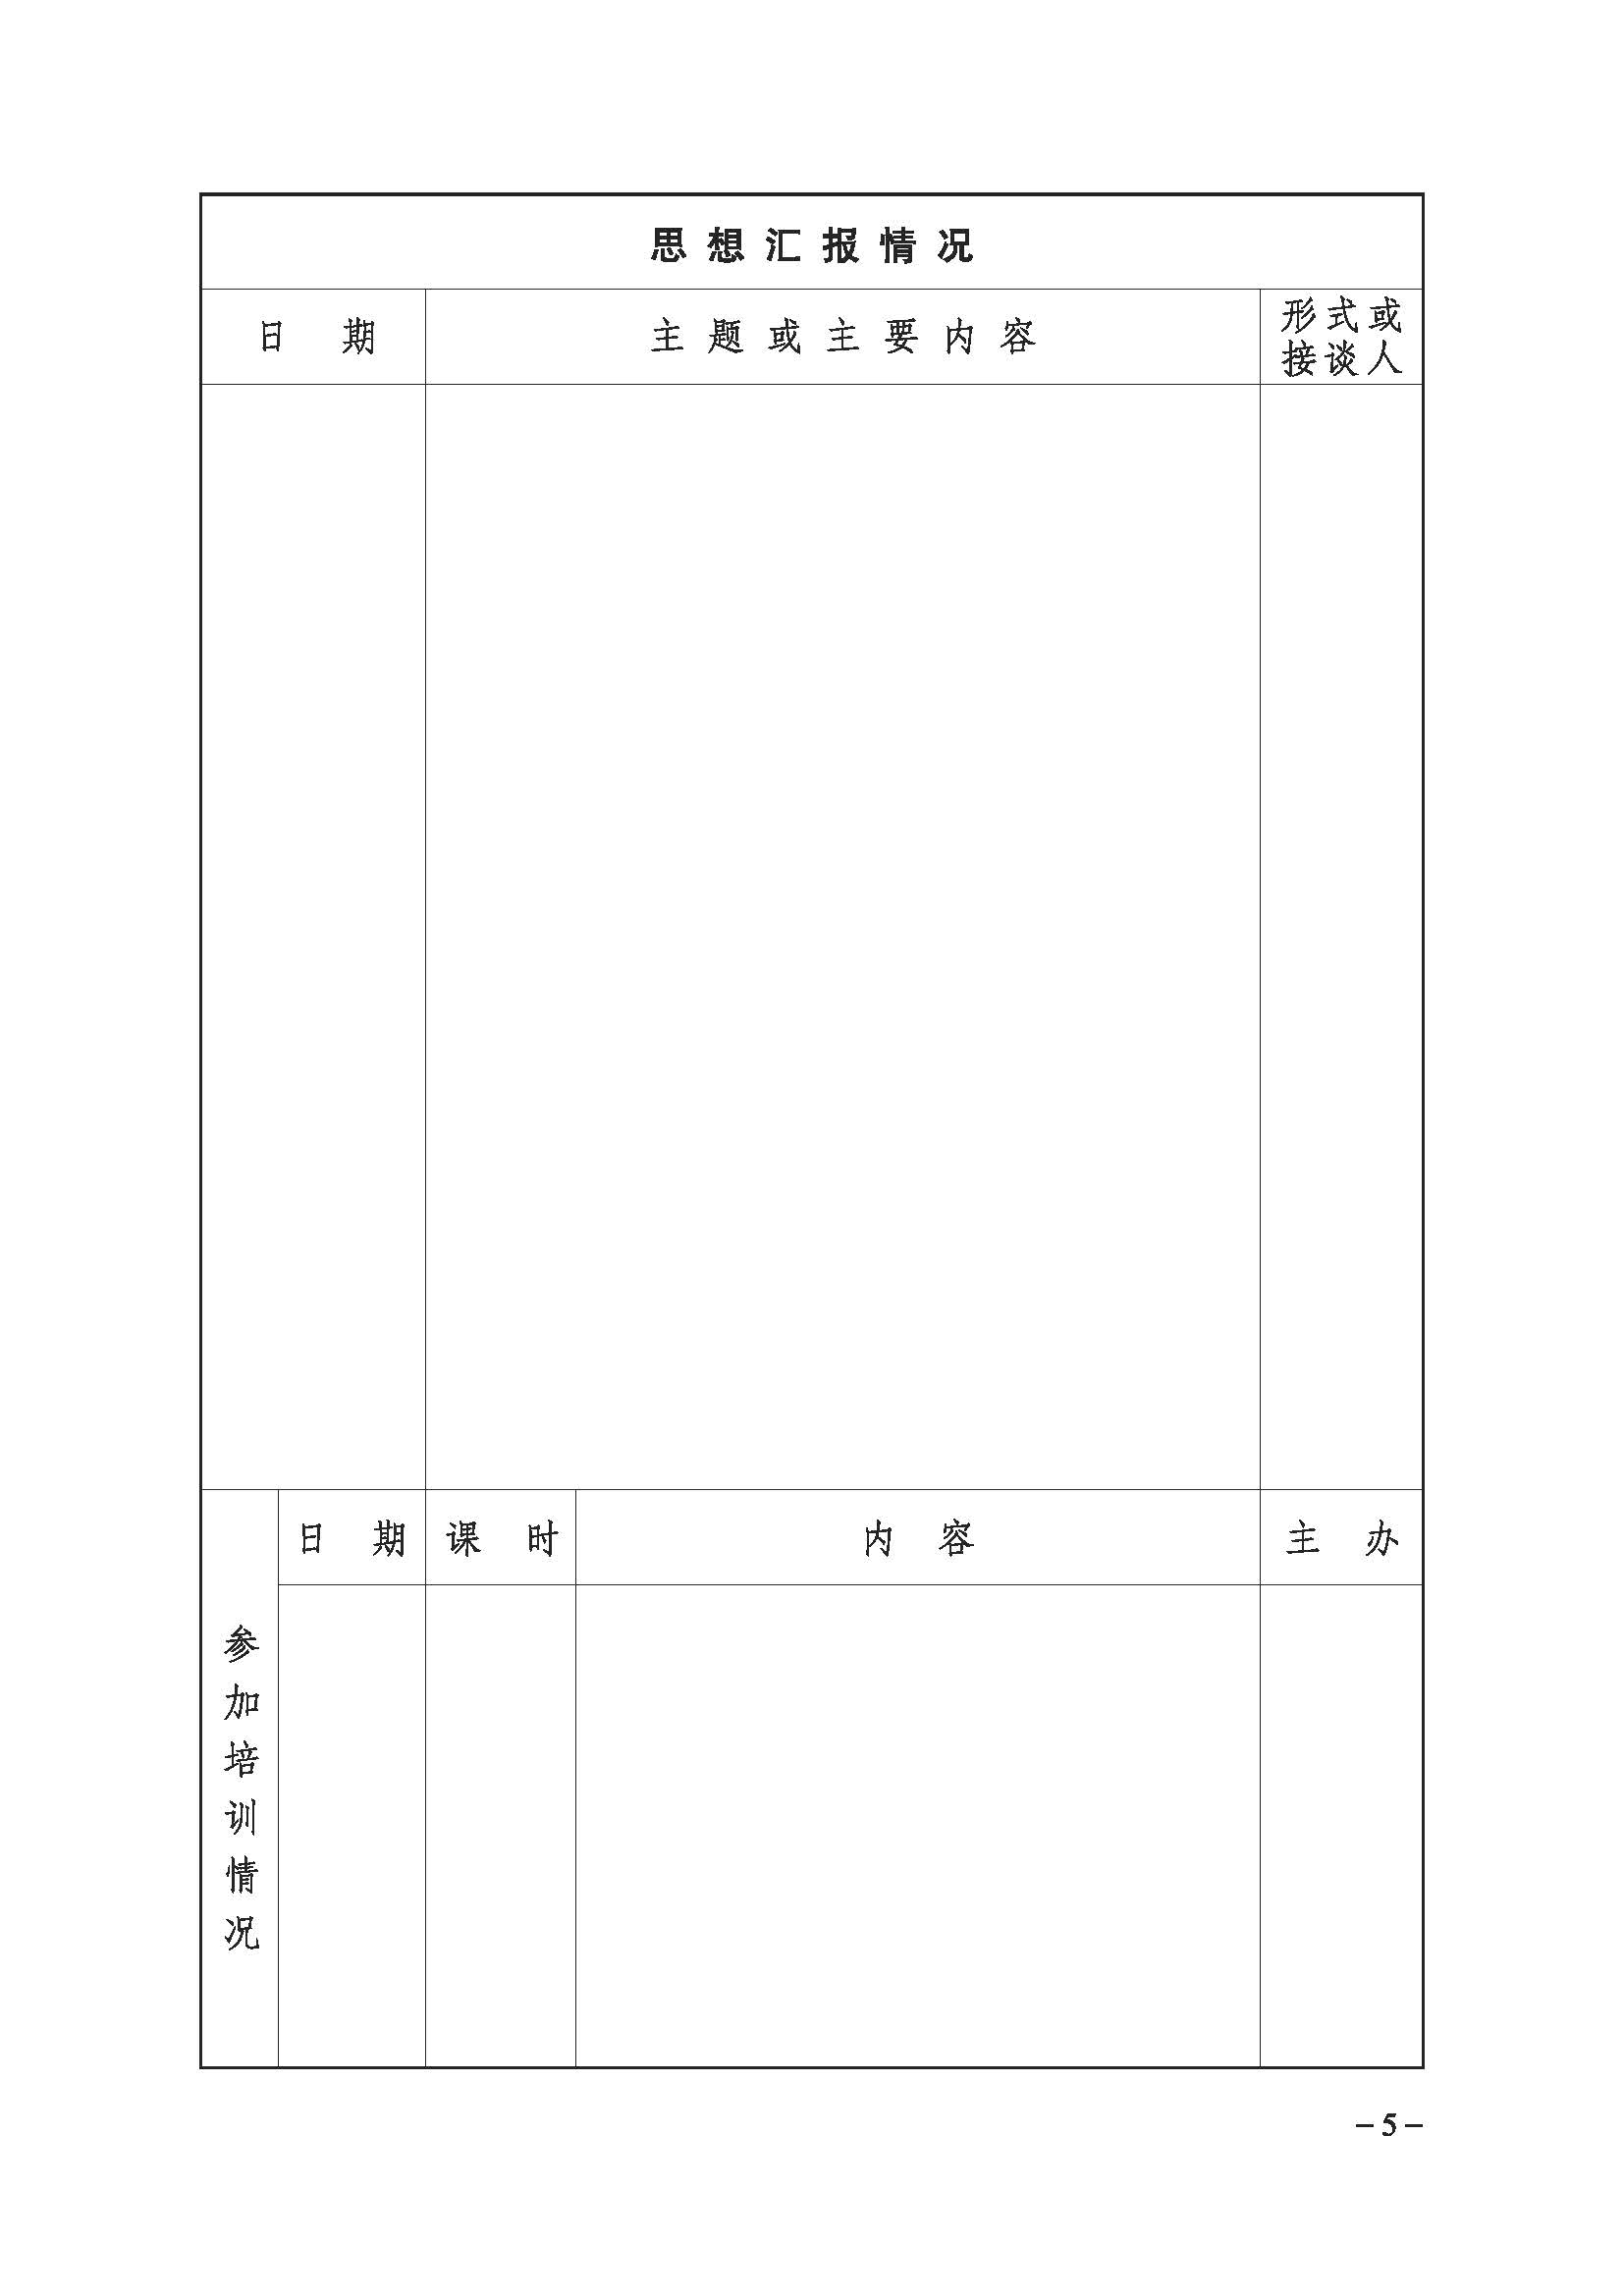 思想汇报情况
日期
主题或主要内容
形式或
接谈人
参加培训情况
日期
课时
内容
主办
–5–